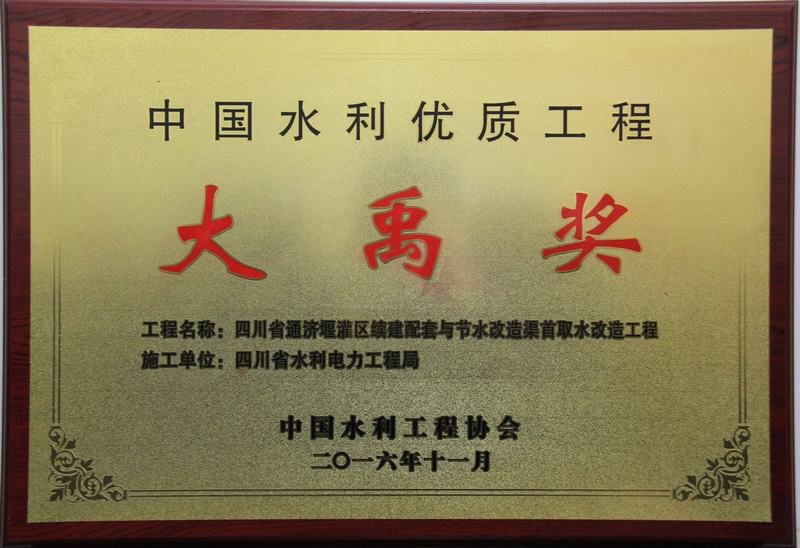 中国水利优质工程
大禹奖
工程名称：四川省通济堰灌区续建配套与节水改造渠首取水改造工程
施工单位：四川省水利电力工程局
中国水利工程协会
二〇一六年十一月